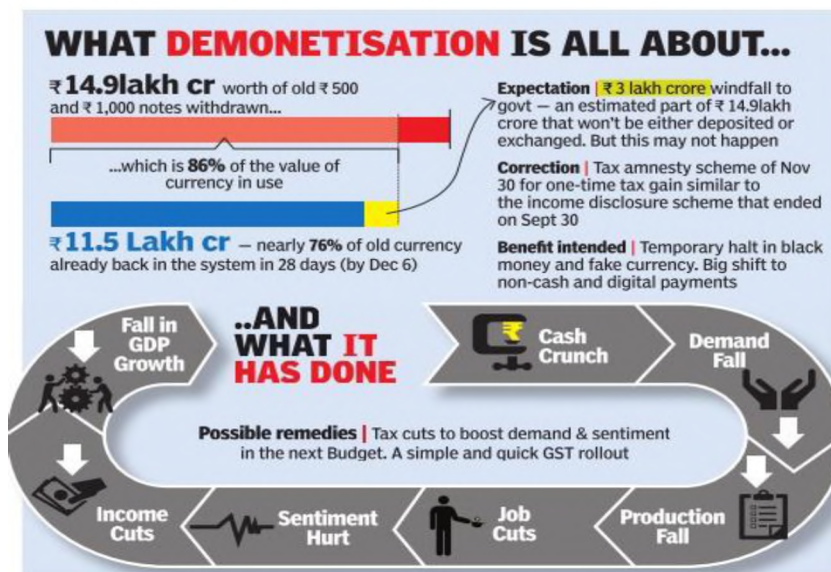 WHAT DEMONETISATION IS ALL ABOUT...
₹14.9lakh cr worth of old ₹500
and ₹1,000 notes withdrawn...
...which is 86% of the value of
currency in use
₹11.5 Lakh cr — nearly 76% of old currency
already back in the system in 28 days (by Dec 6)
Expectation | ₹3 lakh crore windfall to
govt — an estimated part of ₹14.9lakh
crore that won't be either deposited or
exchanged. But this may not happen
Correction | Tax amnesty scheme of Nov
30 for one-time tax gain similar to
the income disclosure scheme that ended
on Sept 30
Benefit intended | Temporary halt in black
money and fake currency. Big shift to
non-cash and digital payments
..AND
WHAT IT
HAS DONE
₹
Cash
Crunch
Demand
Fall
Production
Fall
Job
Cuts
Sentiment
Hurt
Income
Cuts
Fall in
GDP
Growth
Possible remedies | Tax cuts to boost demand & sentiment
in the next Budget. A simple and quick GST rollout